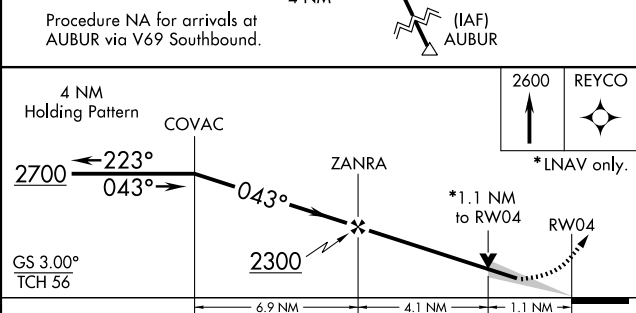 4 NM
Procedure NA for arrivals at
AUBUR via V69 Southbound.
(IAF)
AUBUR
4 NM
Holding Pattern
COVAC
2600
REYCO
*LNAV only.
2700
223°
043°
043°
ZANRA
*1.1 NM
to RW04
RW04
2300
GS 3.00°
TCH 56
6.9 NM
4.1 NM
1.1 NM